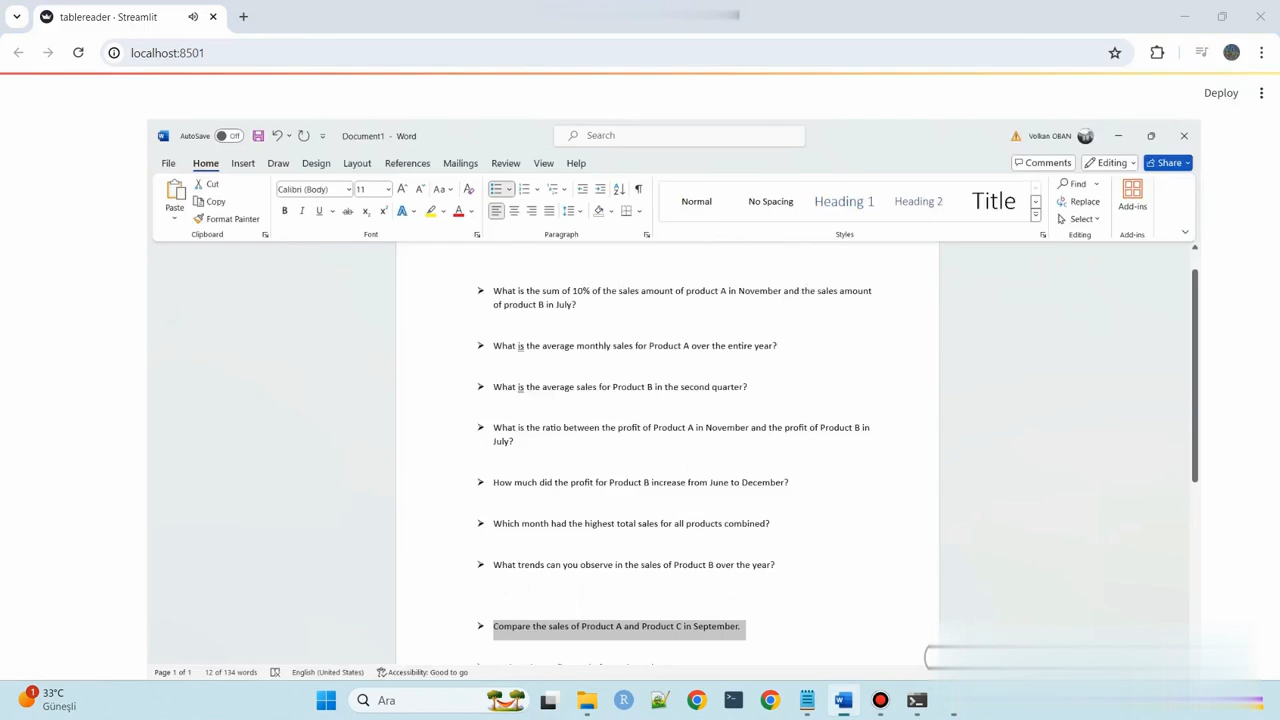 tablereader · Streamlit
localhost:8501
Deploy
AutoSave Off Document1 - Word Search Volkan OBAN
File Home Insert Draw Design Layout References Mailings Review View Help Comments Editing Share
Paste Cut Copy Format Painter
Calibri (Body) 11
Normal No Spacing Heading 1 Heading 2 Title
Find Replace Select
Add-ins
Clipboard Font Paragraph Styles Editing Add-ins
➤ What is the sum of 10% of the sales amount of product A in November and the sales amount
of product B in July?
➤ What is the average monthly sales for Product A over the entire year?
➤ What is the average sales for Product B in the second quarter?
➤ What is the ratio between the profit of Product A in November and the profit of Product B in
July?
➤ How much did the profit for Product B increase from June to December?
➤ Which month had the highest total sales for all products combined?
➤ What trends can you observe in the sales of Product B over the year?
➤ Compare the sales of Product A and Product C in September.
Page 1 of 1 12 of 134 words English (United States) Accessibility: Good to go
1 33°C
Güneşli
Ara